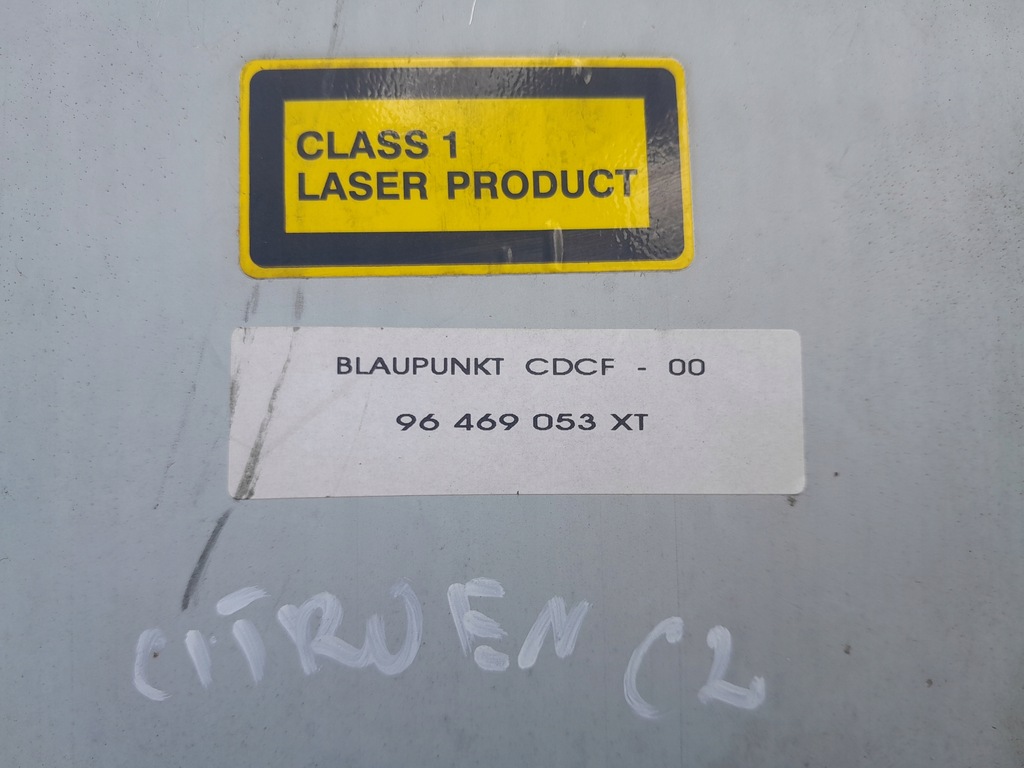 CLASS 1
LASER PRODUCT
BLAUPUNKT CDCF - 00
96 469 053 XT
CITROEN C2